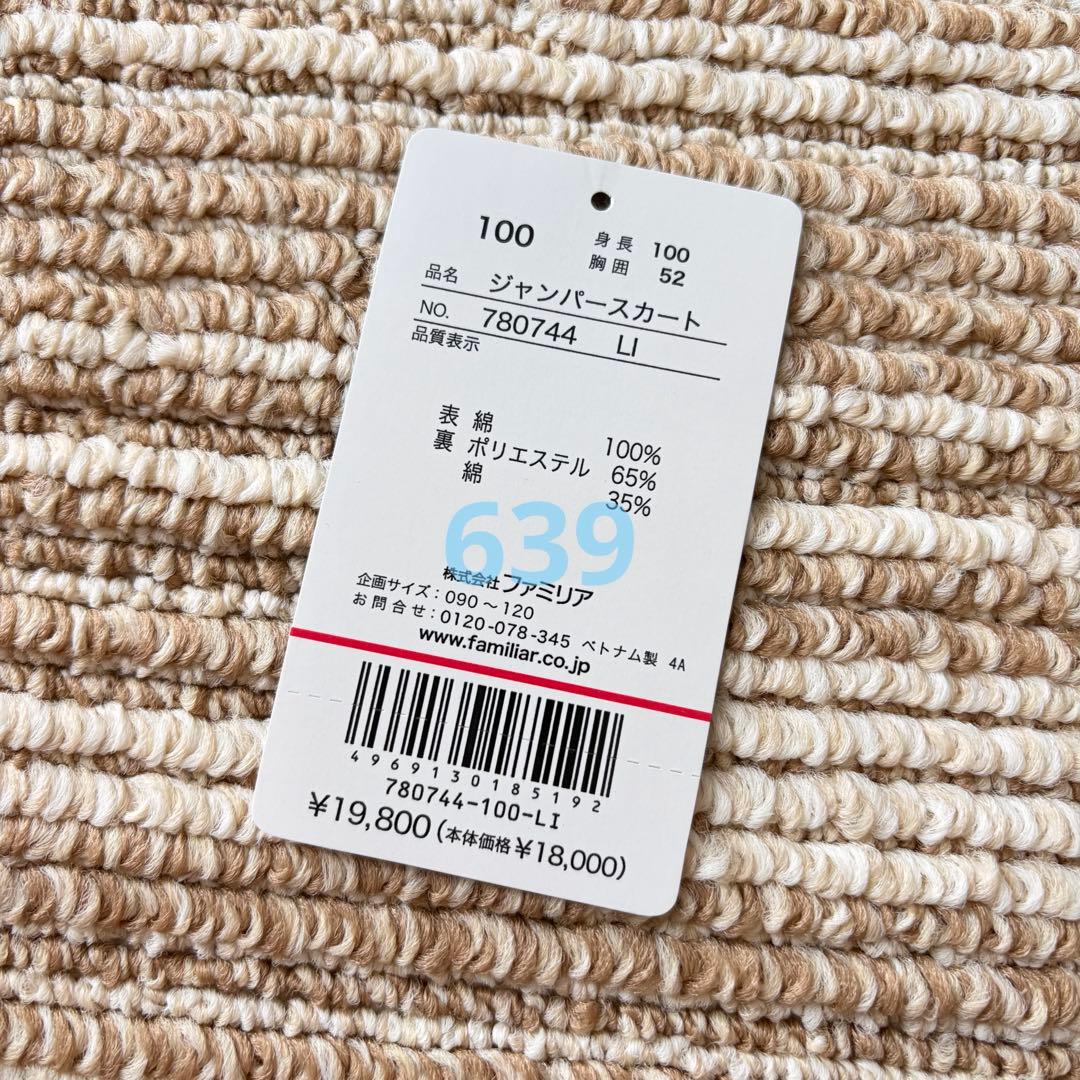 100 身長 100
胸囲 52
品名 ジャンパースカート
NO. 780744 LI
品質表示
表 綿 100%
裏 ポリエステル 65%
綿 35%
639
株式会社 ファミリア
企画サイズ：090～120
お問合せ：0120-078-345 ベトナム製 4A
www.familiar.co.jp
4969130185192
780744-100-LI
¥19,800(本体価格¥18,000)